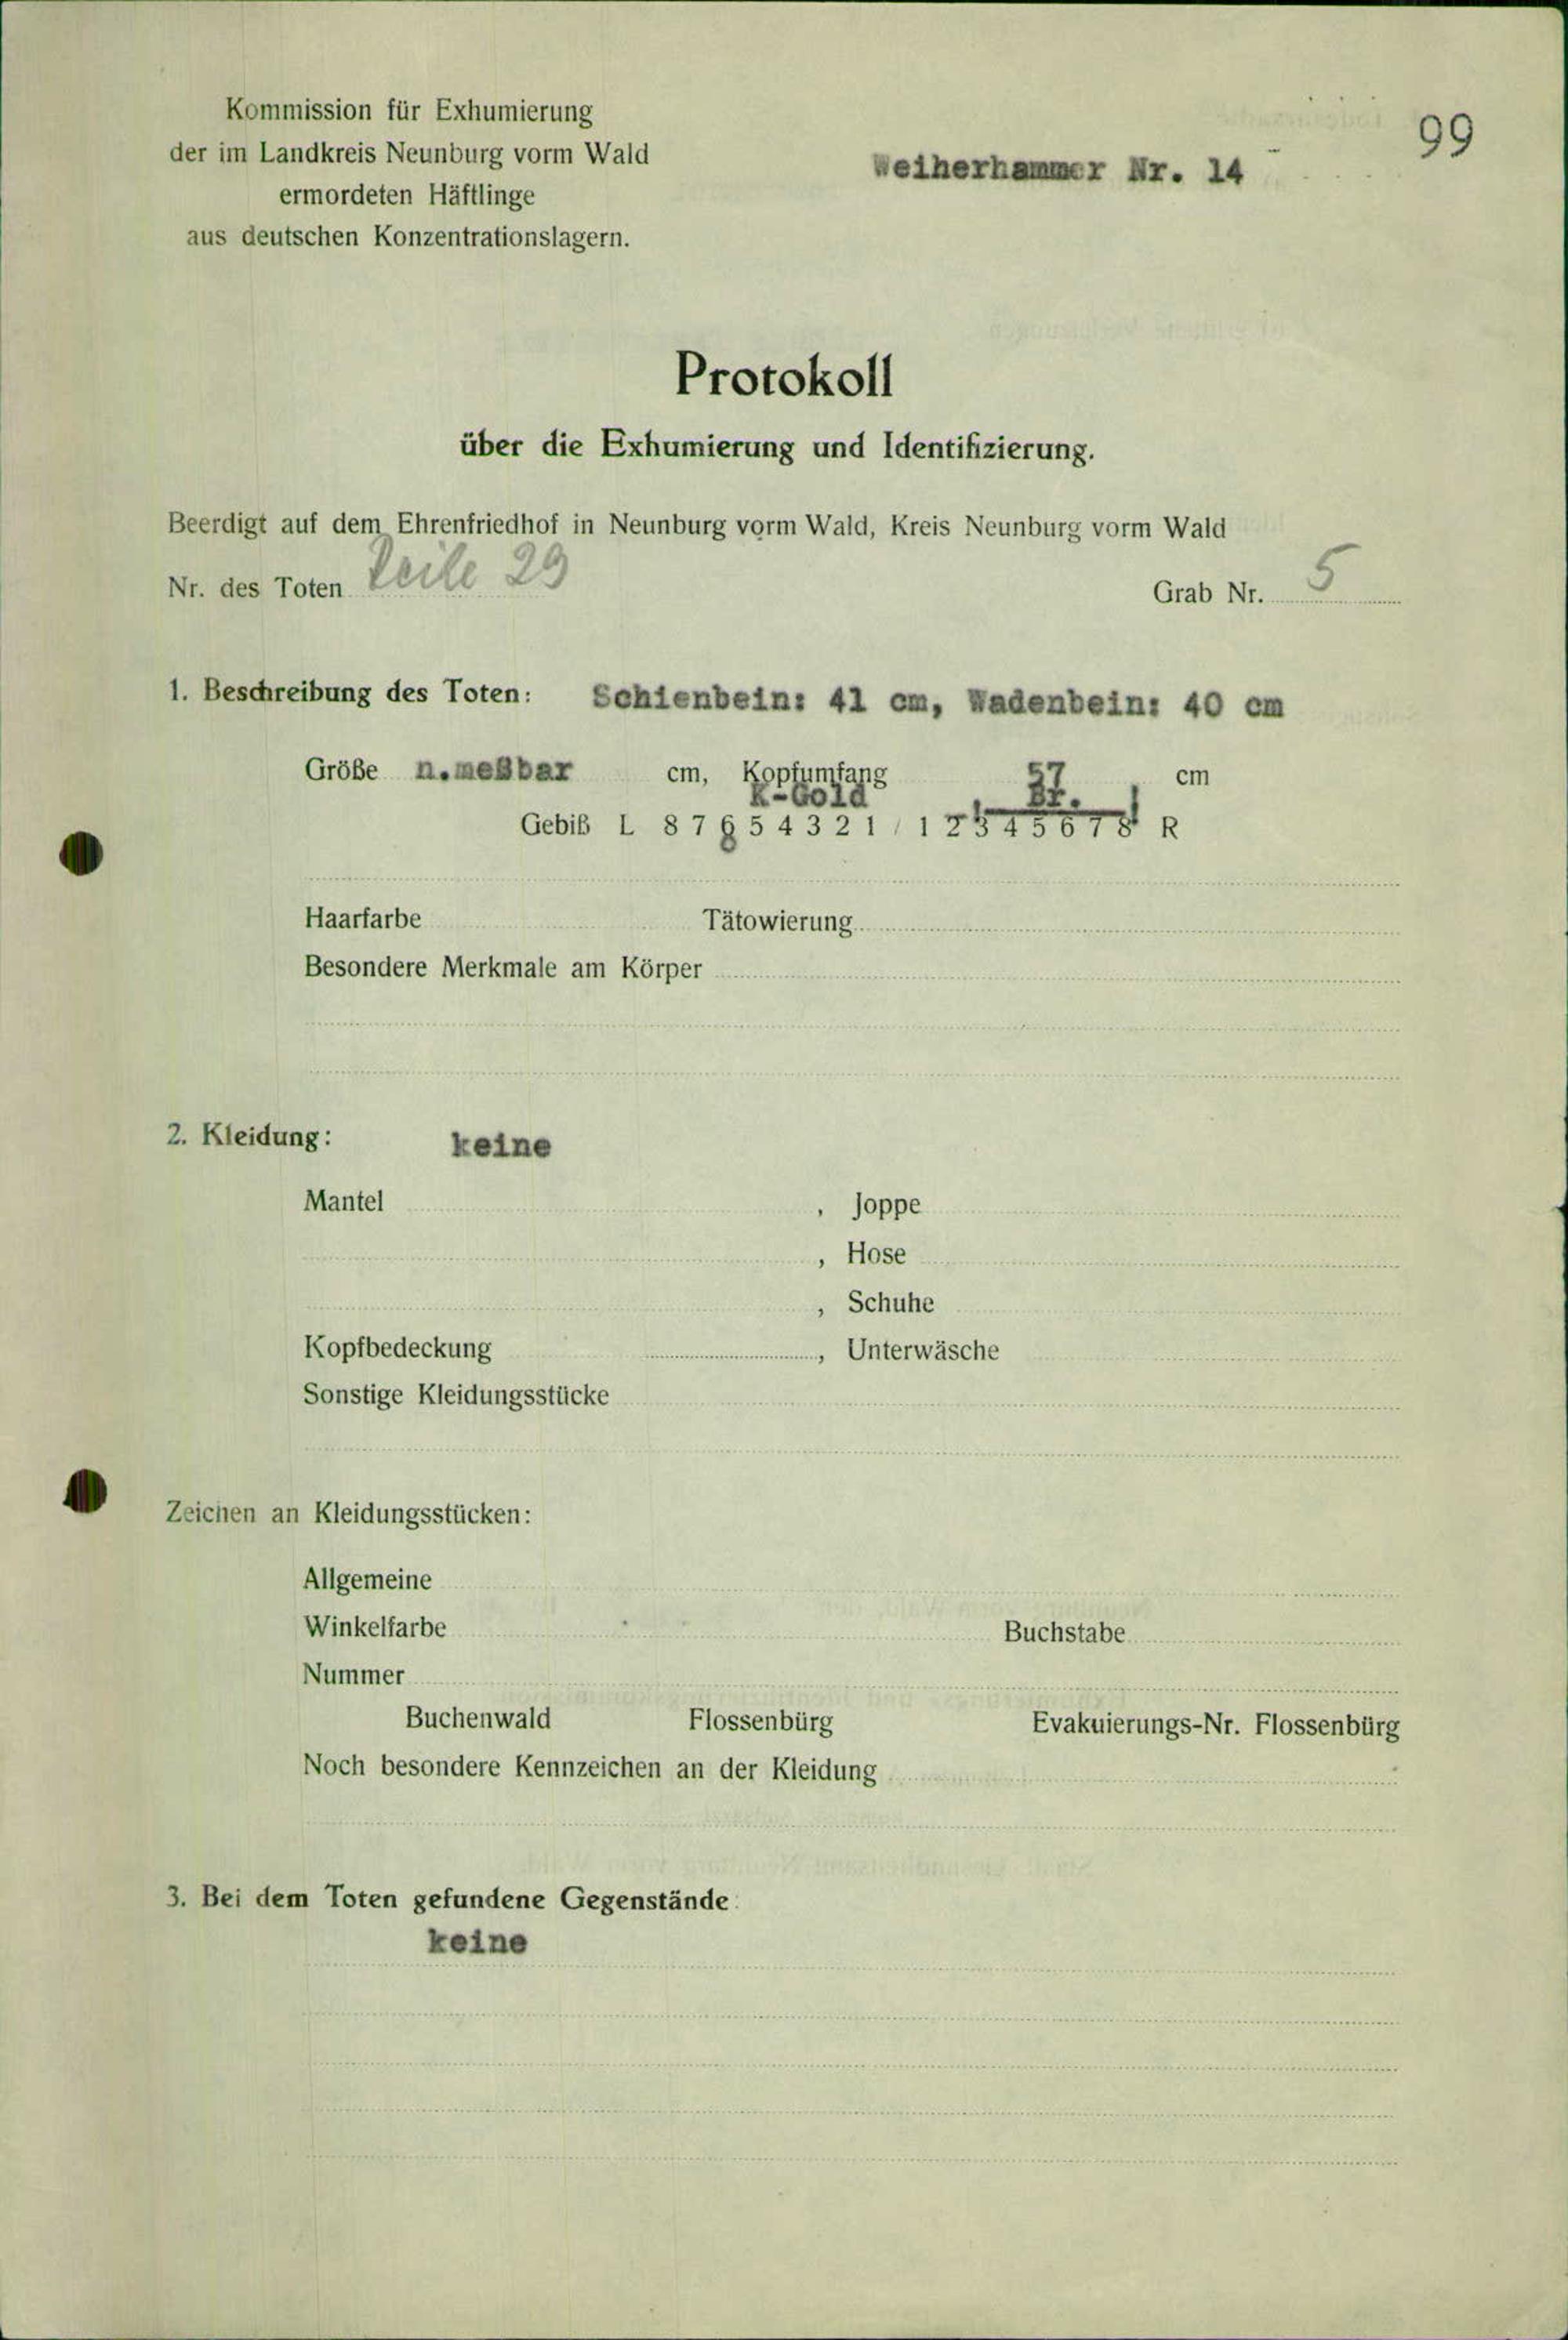 99
Kommission für Exhumierung
der im Landkreis Neunburg vorm Wald
ermordeten Häftlinge
aus deutschen Konzentrationslagern.
Weiherhammer Nr. 14
Protokoll
über die Exhumierung und Identifizierung.
Beerdigt auf dem Ehrenfriedhof in Neunburg vorm Wald, Kreis Neunburg vorm Wald
Nr. des Toten Reihe 29 Grab Nr. 5
1. Beschreibung des Toten: Schienbein: 41 cm, Wadenbein: 40 cm
Größe n.meßbar cm, Kopfumfang 57 cm
K-Gold Br.
Gebiß L 8 7 6 5 4 3 2 1 / 1 2 3 4 5 6 7 8 R
Haarfarbe Tätowierung
Besondere Merkmale am Körper
2. Kleidung: keine
Mantel , Joppe
, Hose
, Schuhe
Kopfbedeckung , Unterwäsche
Sonstige Kleidungsstücke
Zeichen an Kleidungsstücken:
Allgemeine
Winkelfarbe Buchstabe
Nummer
Buchenwald Flossenbürg Evakuierungs-Nr. Flossenbürg
Noch besondere Kennzeichen an der Kleidung
3. Bei dem Toten gefundene Gegenstände:
keine